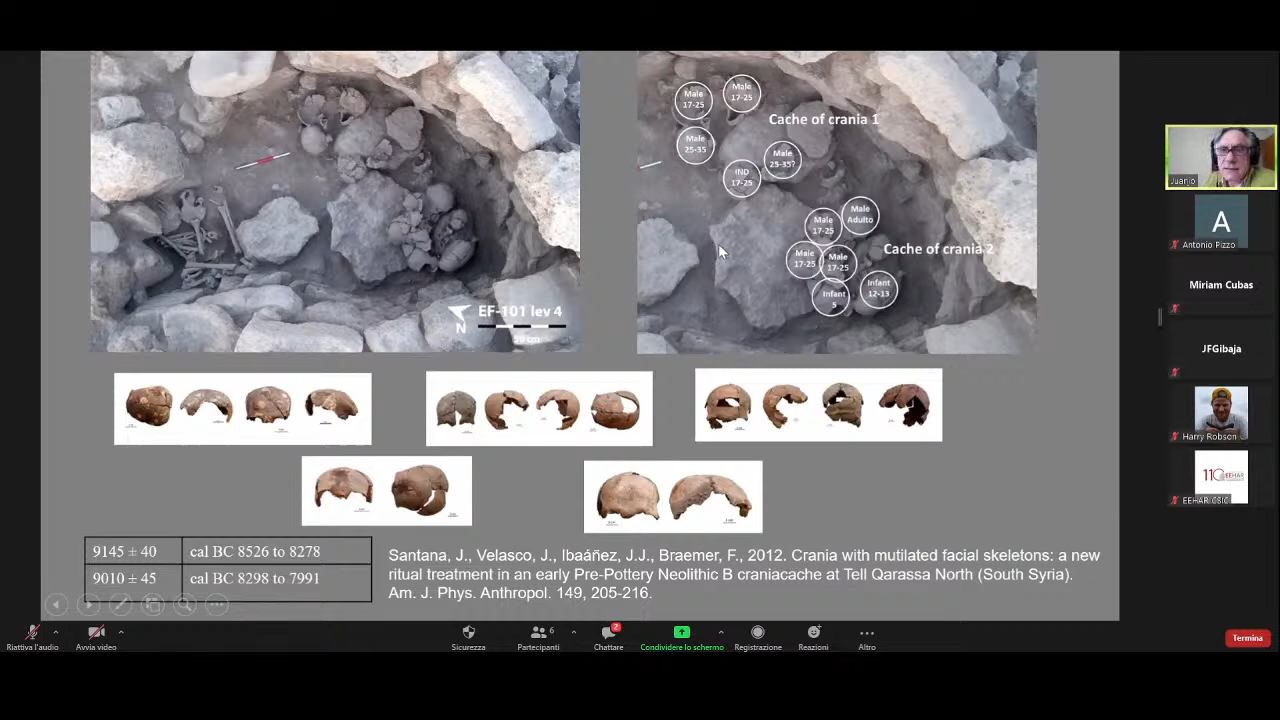 Male
17-25
Male
17-25
Cache of crania 1
Male
25-35
Male
25-35?
IND
17-25
Male
Adulto
Male
17-25
Cache of crania 2
Male
17-25
Male
17-25
Infant
12-13
Infant
5
EF-101 lev 4
N
50 cm
9145 ± 40
cal BC 8526 to 8278
9010 ± 45
cal BC 8298 to 7991
Santana, J., Velasco, J., Ibaáñez, J.J., Braemer, F., 2012. Crania with mutilated facial skeletons: a new
ritual treatment in an early Pre-Pottery Neolithic B craniacache at Tell Qarassa North (South Syria).
Am. J. Phys. Anthropol. 149, 205-216.
Juanjo
A
Antonio Pizzo
Miriam Cubas
JFGibaja
Harry Robson
110 EEHAR
EEHAR CSIC
Riattiva l'audio
Avvia video
Sicurezza
6
Partecipanti
2
Chattare
Condividere lo schermo
Registrazione
Reazioni
Altro
Termina